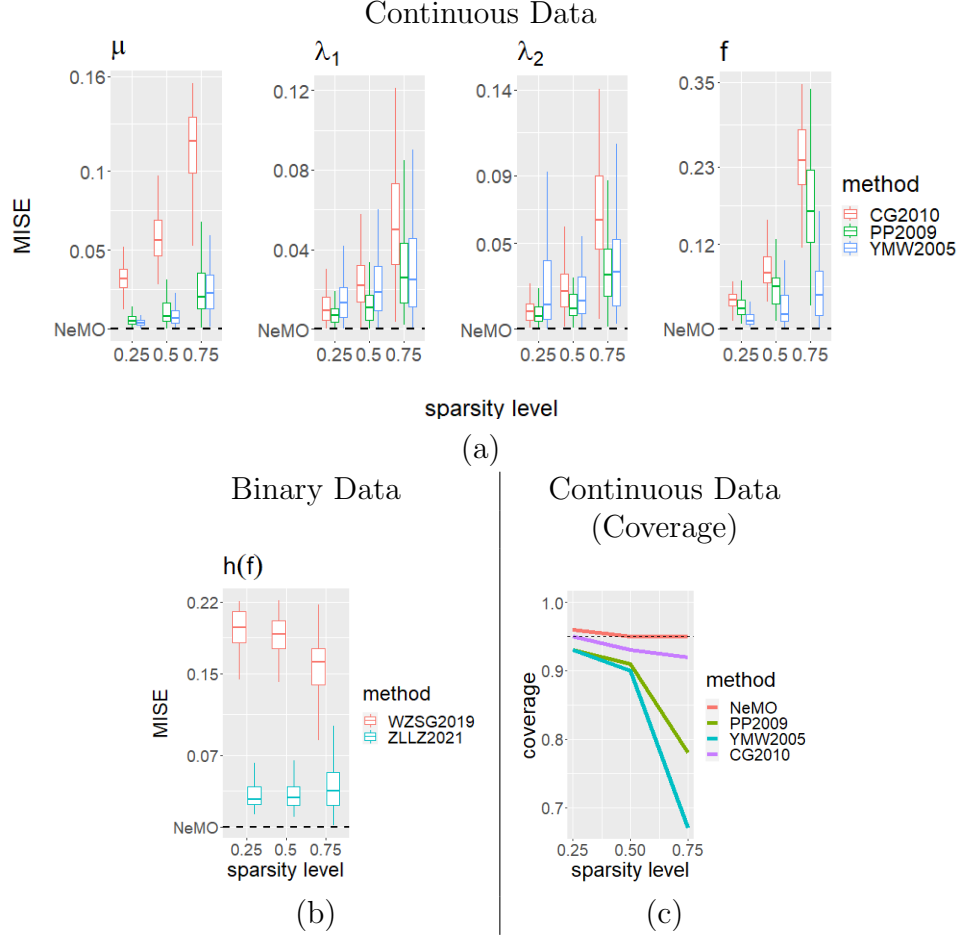 Continuous Data
μ
λ1
λ2
f
MISE
0.16
0.1
0.05
NeMO
0.25 0.5 0.75
0.12
0.08
0.04
NeMO
0.25 0.5 0.75
0.14
0.09
0.05
NeMO
0.25 0.5 0.75
0.35
0.23
0.12
NeMO
0.25 0.5 0.75
method
CG2010
PP2009
YMW2005
sparsity level
(a)
Binary Data
h(f)
MISE
0.22
0.15
0.07
NeMO
0.25 0.5 0.75
sparsity level
method
WZSG2019
ZLLZ2021
(b)
Continuous Data
(Coverage)
coverage
1.0
0.9
0.8
0.7
0.25 0.50 0.75
sparsity level
method
NeMO
PP2009
YMW2005
CG2010
(c)